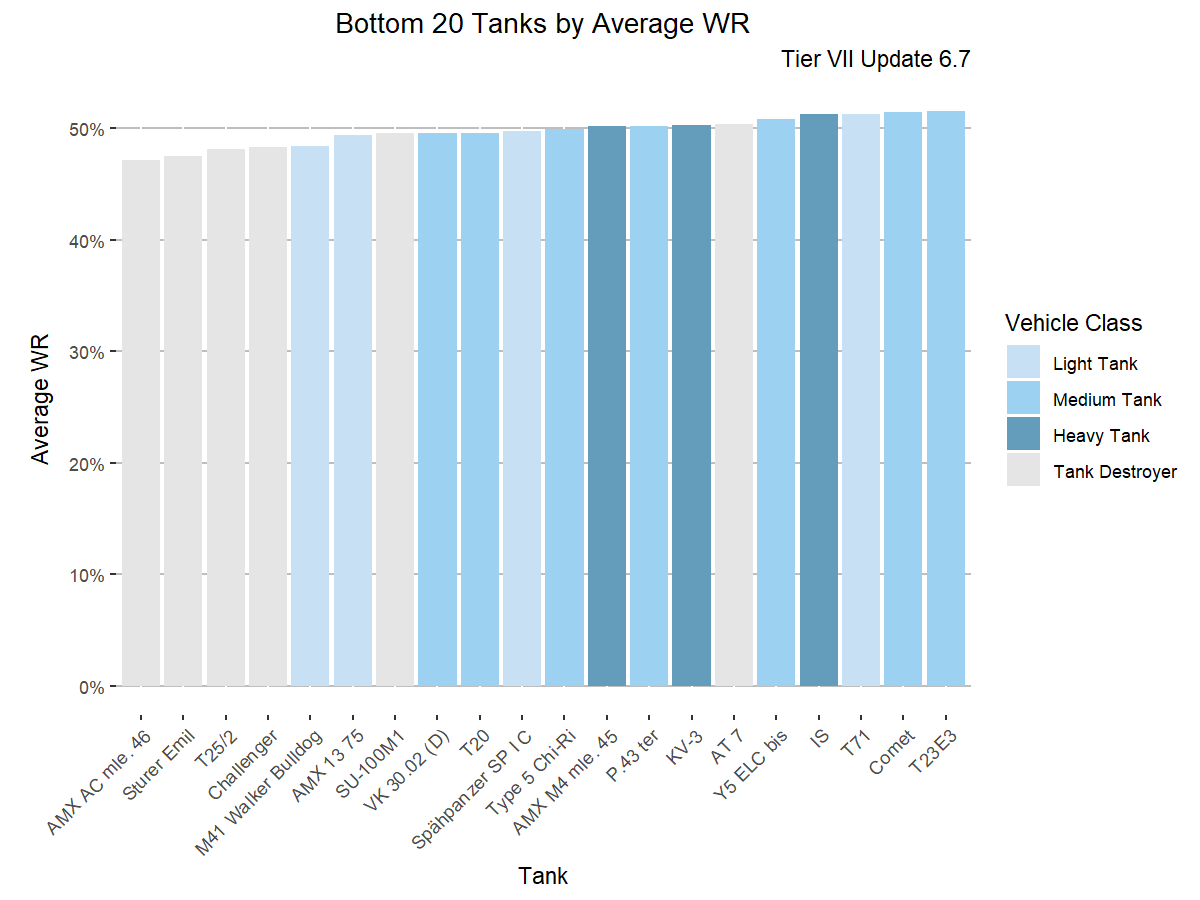 Bottom 20 Tanks by Average WR
Tier VII Update 6.7
Average WR
50%
40%
30%
20%
10%
0%
AMX AC mle. 46
Sturer Emil
T25/2
Challenger
M41 Walker Bulldog
AMX 13 75
SU-100M1
VK 30.02 (D)
T20
Spähpanzer SP I C
Type 5 Chi-Ri
AMX M4 mle. 45
P.43 ter
KV-3
AT 7
Y5 ELC bis
IS
T71
Comet
T23E3
Tank
Vehicle Class
Light Tank
Medium Tank
Heavy Tank
Tank Destroyer